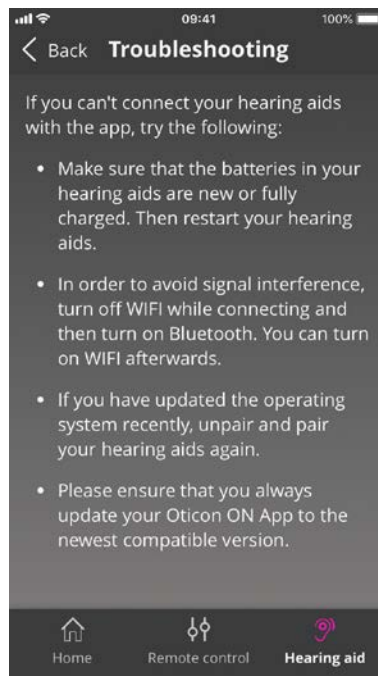 09:41
100%
Back
Troubleshooting
If you can't connect your hearing aids
with the app, try the following:
• Make sure that the batteries in your
hearing aids are new or fully
charged. Then restart your hearing
aids.
• In order to avoid signal interference,
turn off WIFI while connecting and
then turn on Bluetooth. You can turn
on WIFI afterwards.
• If you have updated the operating
system recently, unpair and pair
your hearing aids again.
• Please ensure that you always
update your Oticon ON App to the
newest compatible version.
Home
Remote control
Hearing aid